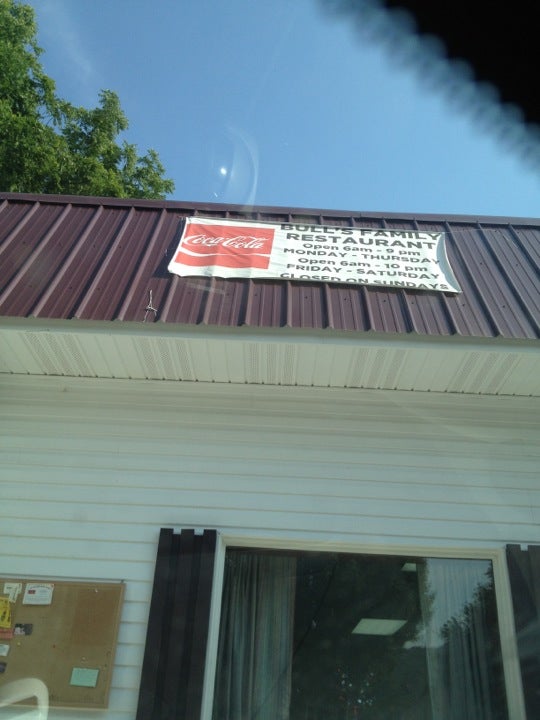 Coca-Cola
BULL'S FAMILY
RESTAURANT
Open 6am - 9 pm
MONDAY - THURSDAY
Open 6am - 10 pm
FRIDAY - SATURDAY
CLOSED ON SUNDAYS